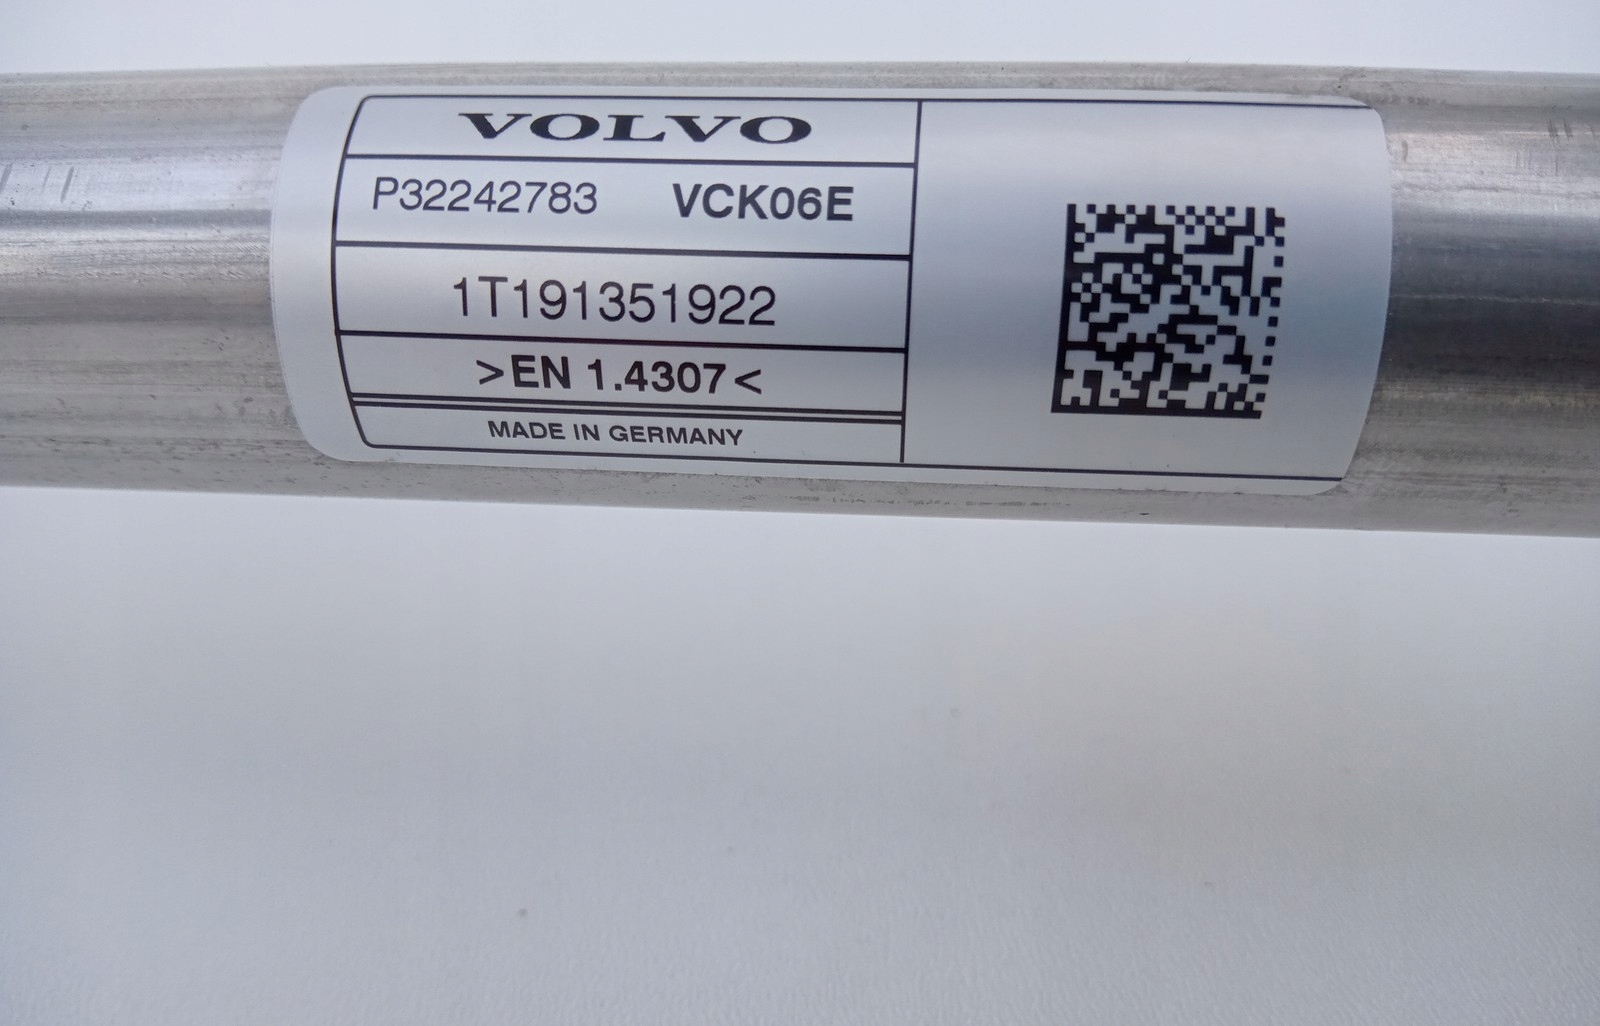 VOLVO
P32242783 VCK06E
1T191351922
>EN 1.4307<
MADE IN GERMANY